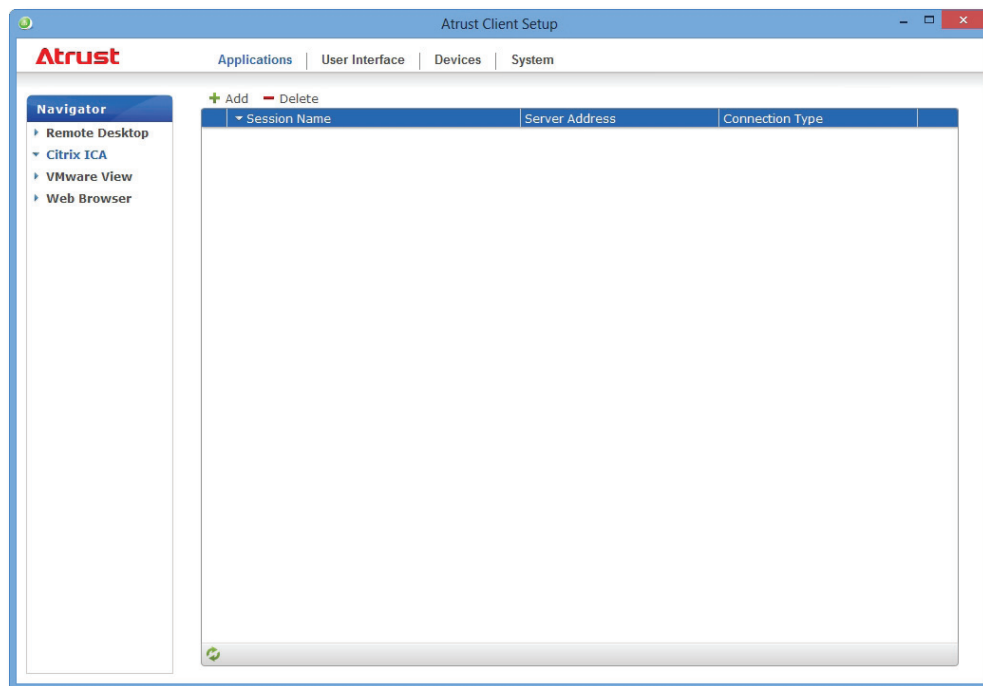 Atrust Client Setup
Atrust
Applications | User Interface | Devices | System
Navigator
Remote Desktop
Citrix ICA
VMware View
Web Browser
Add Delete
Session Name Server Address Connection Type